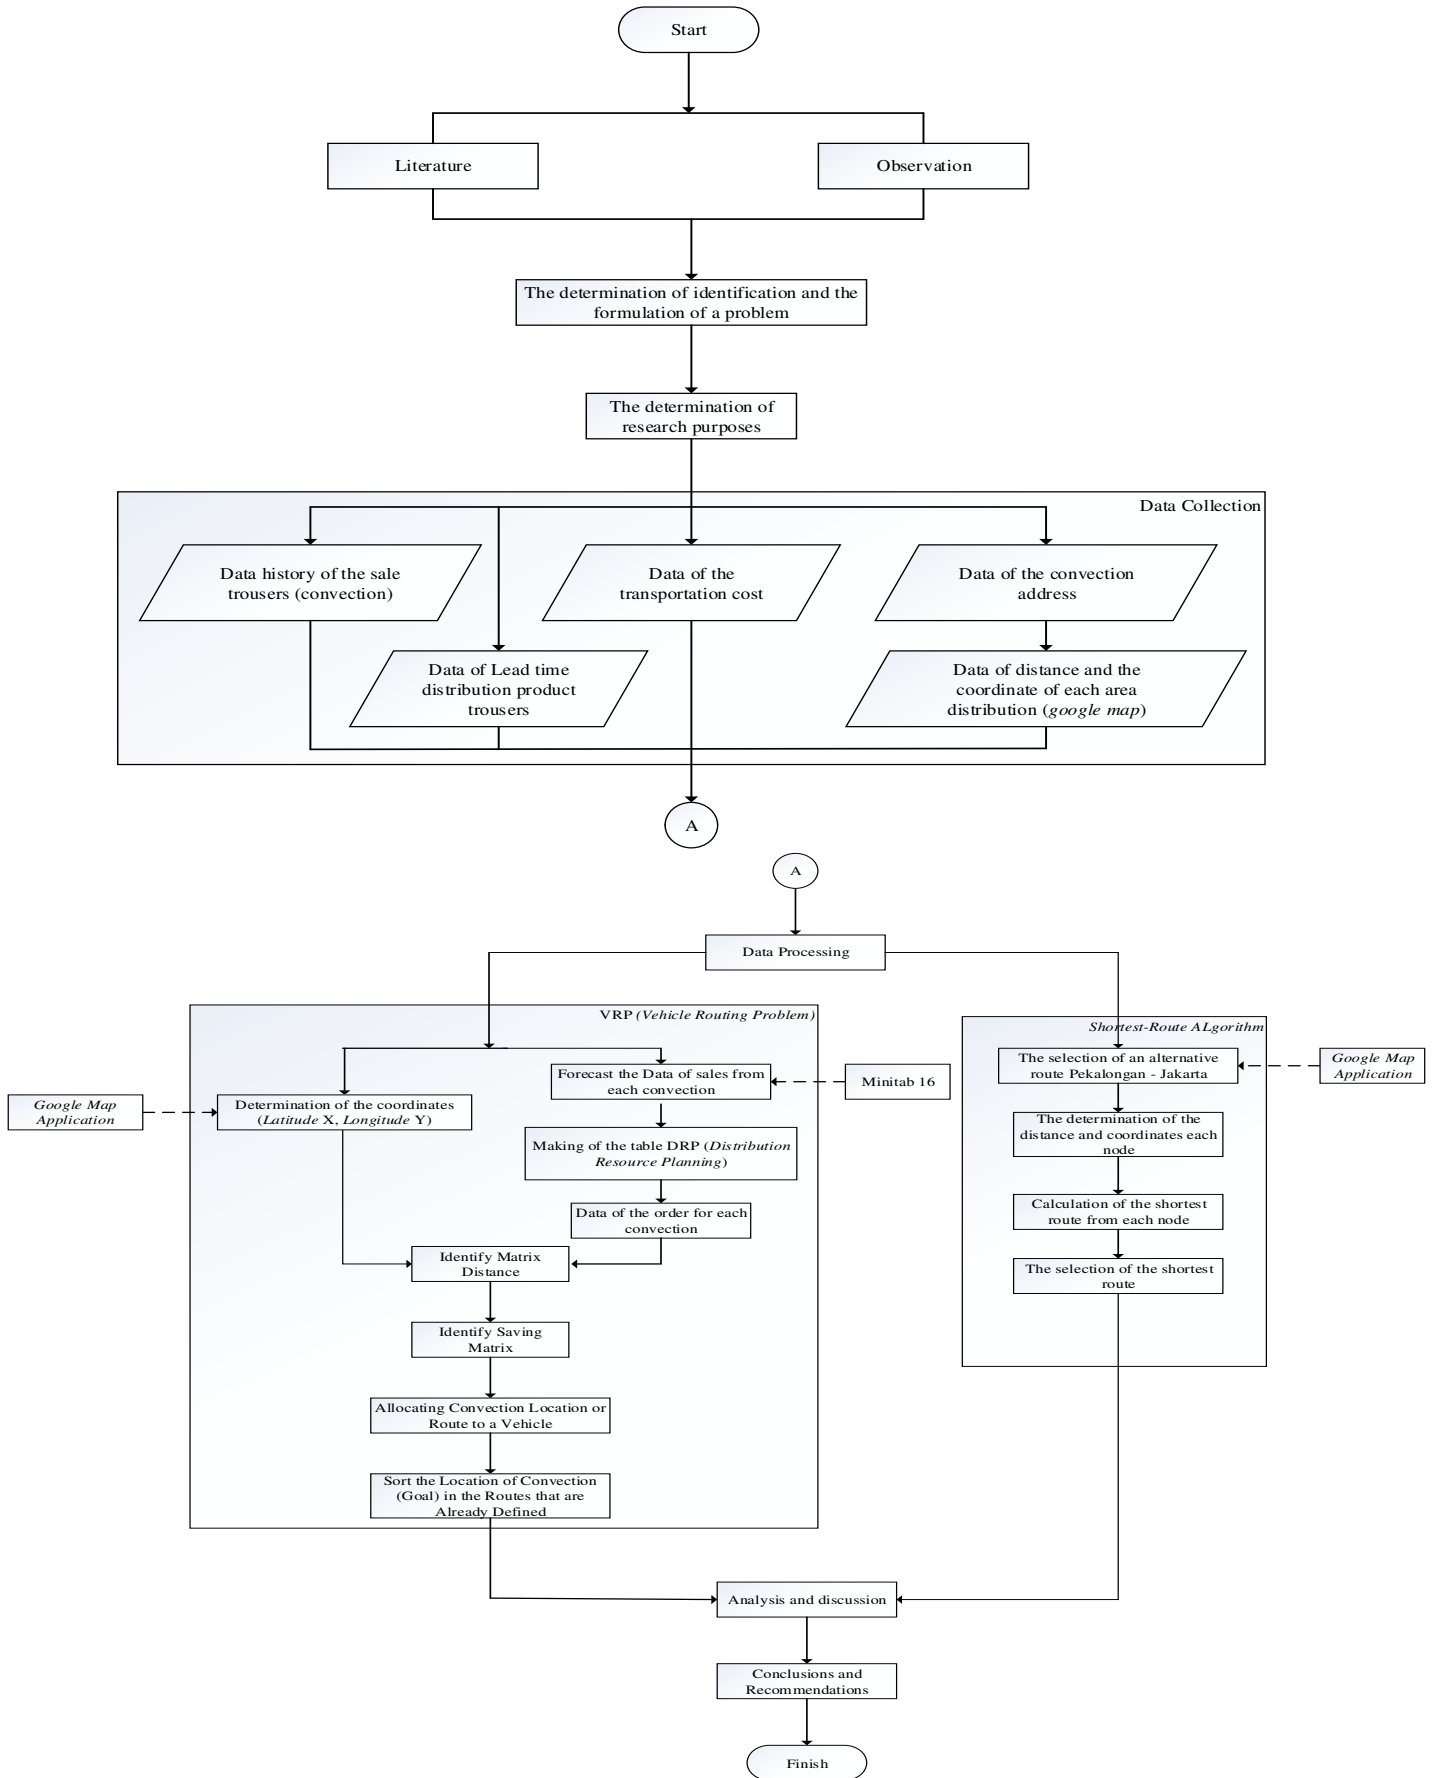 Start
Literature
Observation
The determination of identification and the
formulation of a problem
The determination of
research purposes
Data Collection
Data history of the sale
trousers (convection)
Data of the
transportation cost
Data of the convection
address
Data of Lead time
distribution product
trousers
Data of distance and the
coordinate of each area
distribution (google map)
A
A
Data Processing
VRP (Vehicle Routing Problem)
Forecast the Data of sales from
each convection
Minitab 16
Google Map
Application
Determination of the coordinates
(Latitude X, Longitude Y)
Making of the table DRP (Distribution
Resource Planning)
Data of the order for each
convection
Identify Matrix
Distance
Identify Saving
Matrix
Allocating Convection Location or
Route to a Vehicle
Sort the Location of Convection
(Goal) in the Routes that are
Already Defined
Shortest-Route ALgorithm
The selection of an alternative
route Pekalongan - Jakarta
Google Map
Application
The determination of the
distance and coordinates each
node
Calculation of the shortest
route from each node
The selection of the shortest
route
Analysis and discussion
Conclusions and
Recommendations
Finish